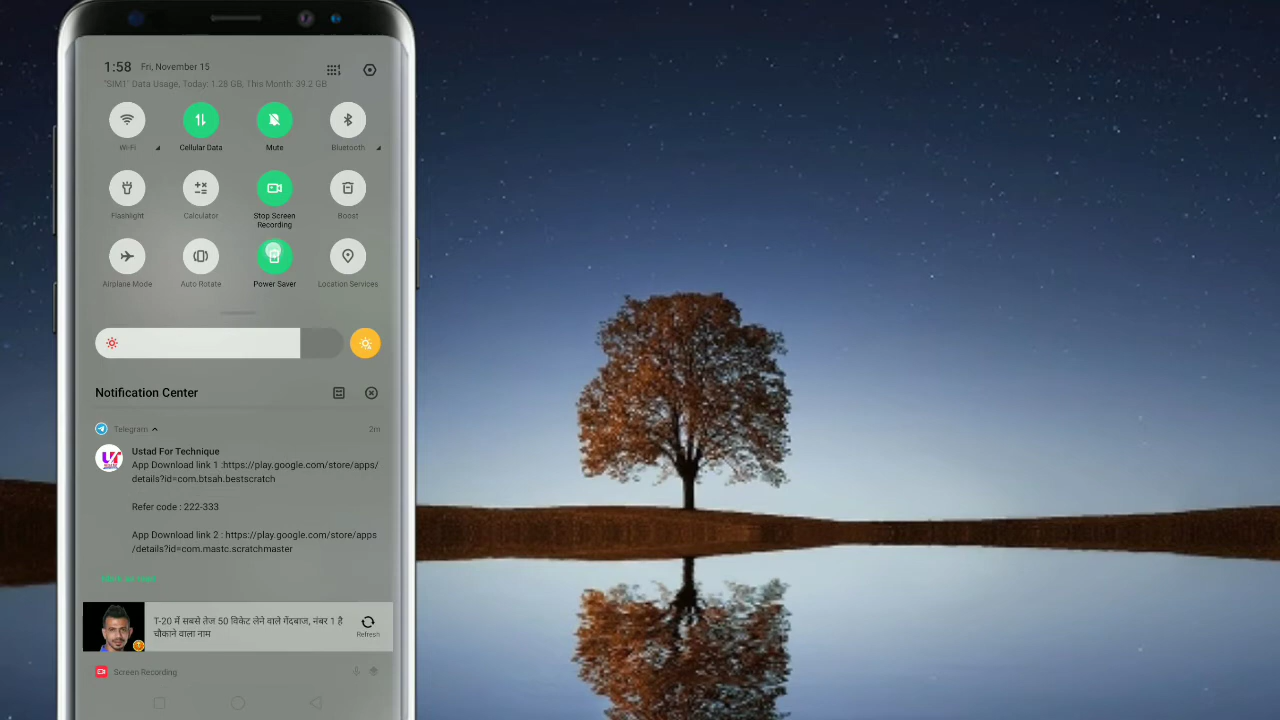 1:58 Fri, November 15
"SIM1" Data Usage, Today: 1.28 GB, This Month: 39.2 GB
Wi-Fi Cellular Data Mute Bluetooth
Flashlight Calculator Stop Screen Recording Boost
Airplane Mode Auto Rotate Power Saver Location Services
Notification Center
Telegram 2m
Ustad For Technique
App Download link 1 :https://play.google.com/store/apps/
details?id=com.btsah.bestscratch
Refer code : 222-333
App Download link 2 : https://play.google.com/store/apps
/details?id=com.mastc.scratchmaster
T-20 में सबसे तेज 50 विकेट लेने वाले गेंदबाज, नंबर 1 है
चौकाने वाला नाम
Refresh
Screen Recording